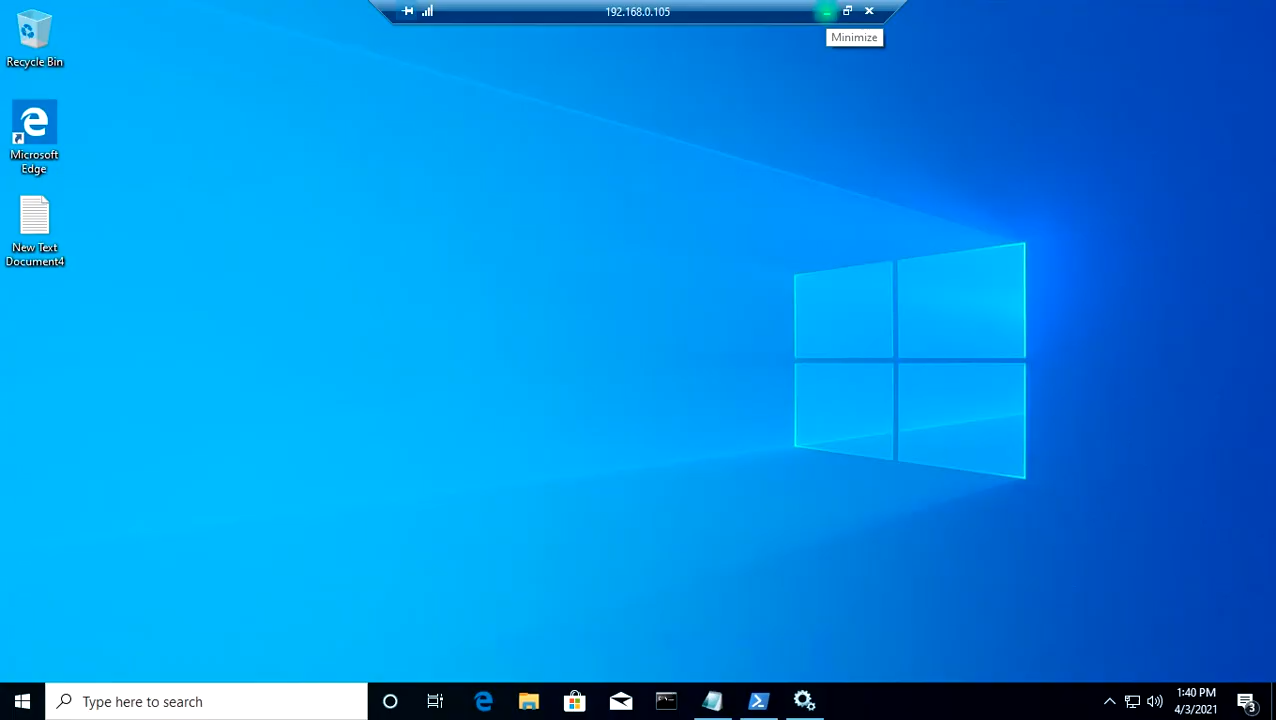 192.168.0.105
Minimize
Recycle Bin
Microsoft
Edge
New Text
Document4
Type here to search
1:40 PM
4/3/2021
3